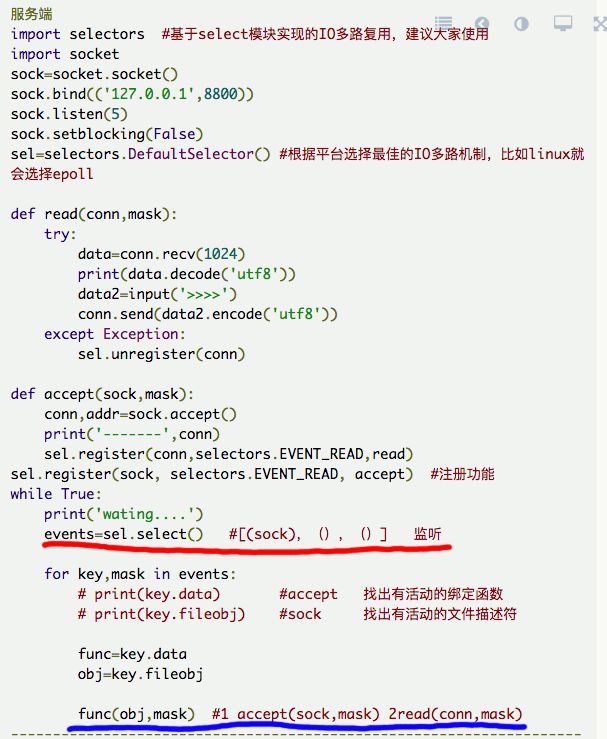 服务端
import selectors  #基于select模块实现的IO多路复用，建议大家使用
import socket
sock=socket.socket()
sock.bind(('127.0.0.1',8800))
sock.listen(5)
sock.setblocking(False)
sel=selectors.DefaultSelector() #根据平台选择最佳的IO多路机制，比如linux就
会选择epoll

def read(conn,mask):
    try:
        data=conn.recv(1024)
        print(data.decode('utf8'))
        data2=input('>>>>')
        conn.send(data2.encode('utf8'))
    except Exception:
        sel.unregister(conn)

def accept(sock,mask):
    conn,addr=sock.accept()
    print('-------',conn)
    sel.register(conn,selectors.EVENT_READ,read)
sel.register(sock, selectors.EVENT_READ, accept)  #注册功能
while True:
    print('wating....')
    events=sel.select()   #[(sock), （），（）]   监听

    for key,mask in events:
        # print(key.data)       #accept   找出有活动的绑定函数
        # print(key.fileobj)    #sock     找出有活动的文件描述符

        func=key.data
        obj=key.fileobj

        func(obj,mask)  #1 accept(sock,mask) 2read(conn,mask)